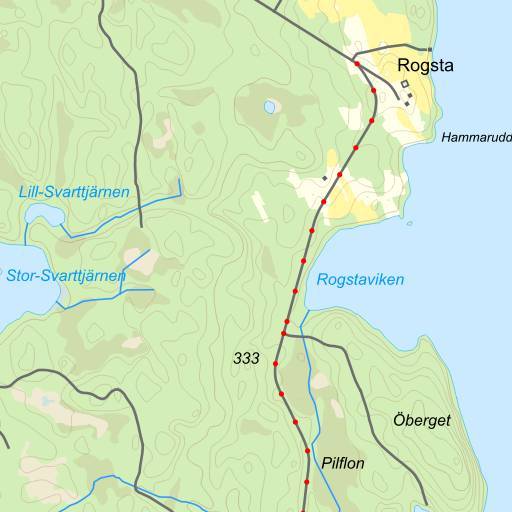 Rogsta
Hammarudd
Lill-Svarttjärnen
Stor-Svarttjärnen
Rogstaviken
333
Öberget
Pilflon